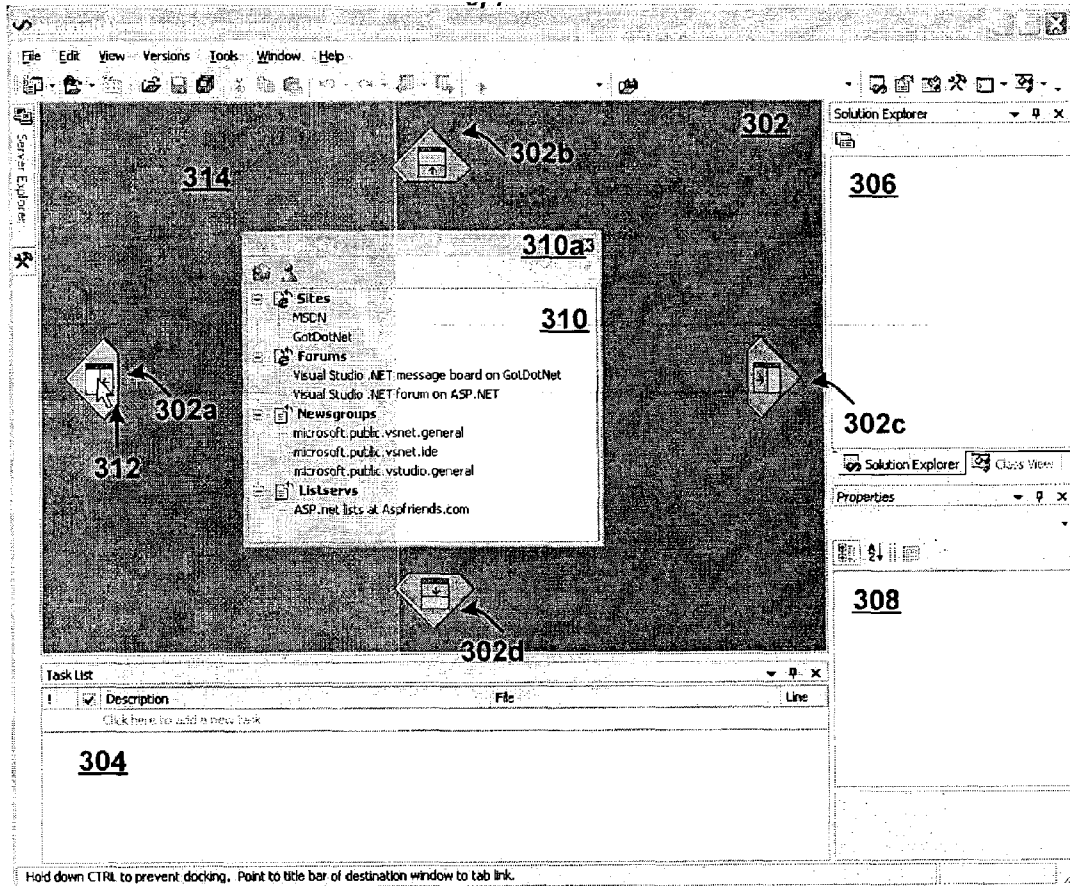 File Edit View Versions Tools Window Help
Server Explorer
314
302b
302
Solution Explorer
306
310a
310
Sites
MSDN
GotDotNet
Forums
Visual Studio .NET message board on GotDotNet
Visual Studio .NET forum on ASP.NET
Newsgroups
microsoft.public.vsnet.general
microsoft.public.vsnet.ide
microsoft.public.vstudio.general
Listservs
ASP.net lists at Aspfriends.com
302a
312
302c
302d
Solution Explorer Class View
Properties
308
Task List
! Description File Line
Click here to add a new task
304
Hold down CTRL to prevent docking. Point to title bar of destination window to tab link.